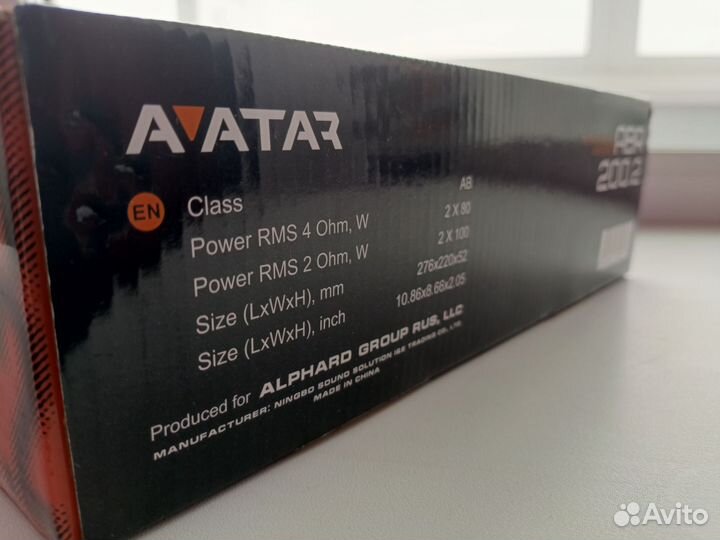 AVATAR
ABR
200.2
EN
Class AB
Power RMS 4 Ohm, W 2 X 80
Power RMS 2 Ohm, W 2 X 100
Size (LxWxH), mm 276x220x52
Size (LxWxH), inch 10.86x8.66x2.05
Produced for ALPHARD GROUP RUS, LLC
MANUFACTURER: NINGBO SOUND SOLUTION I&E TRADING CO., LTD.
MADE IN CHINA
Avito